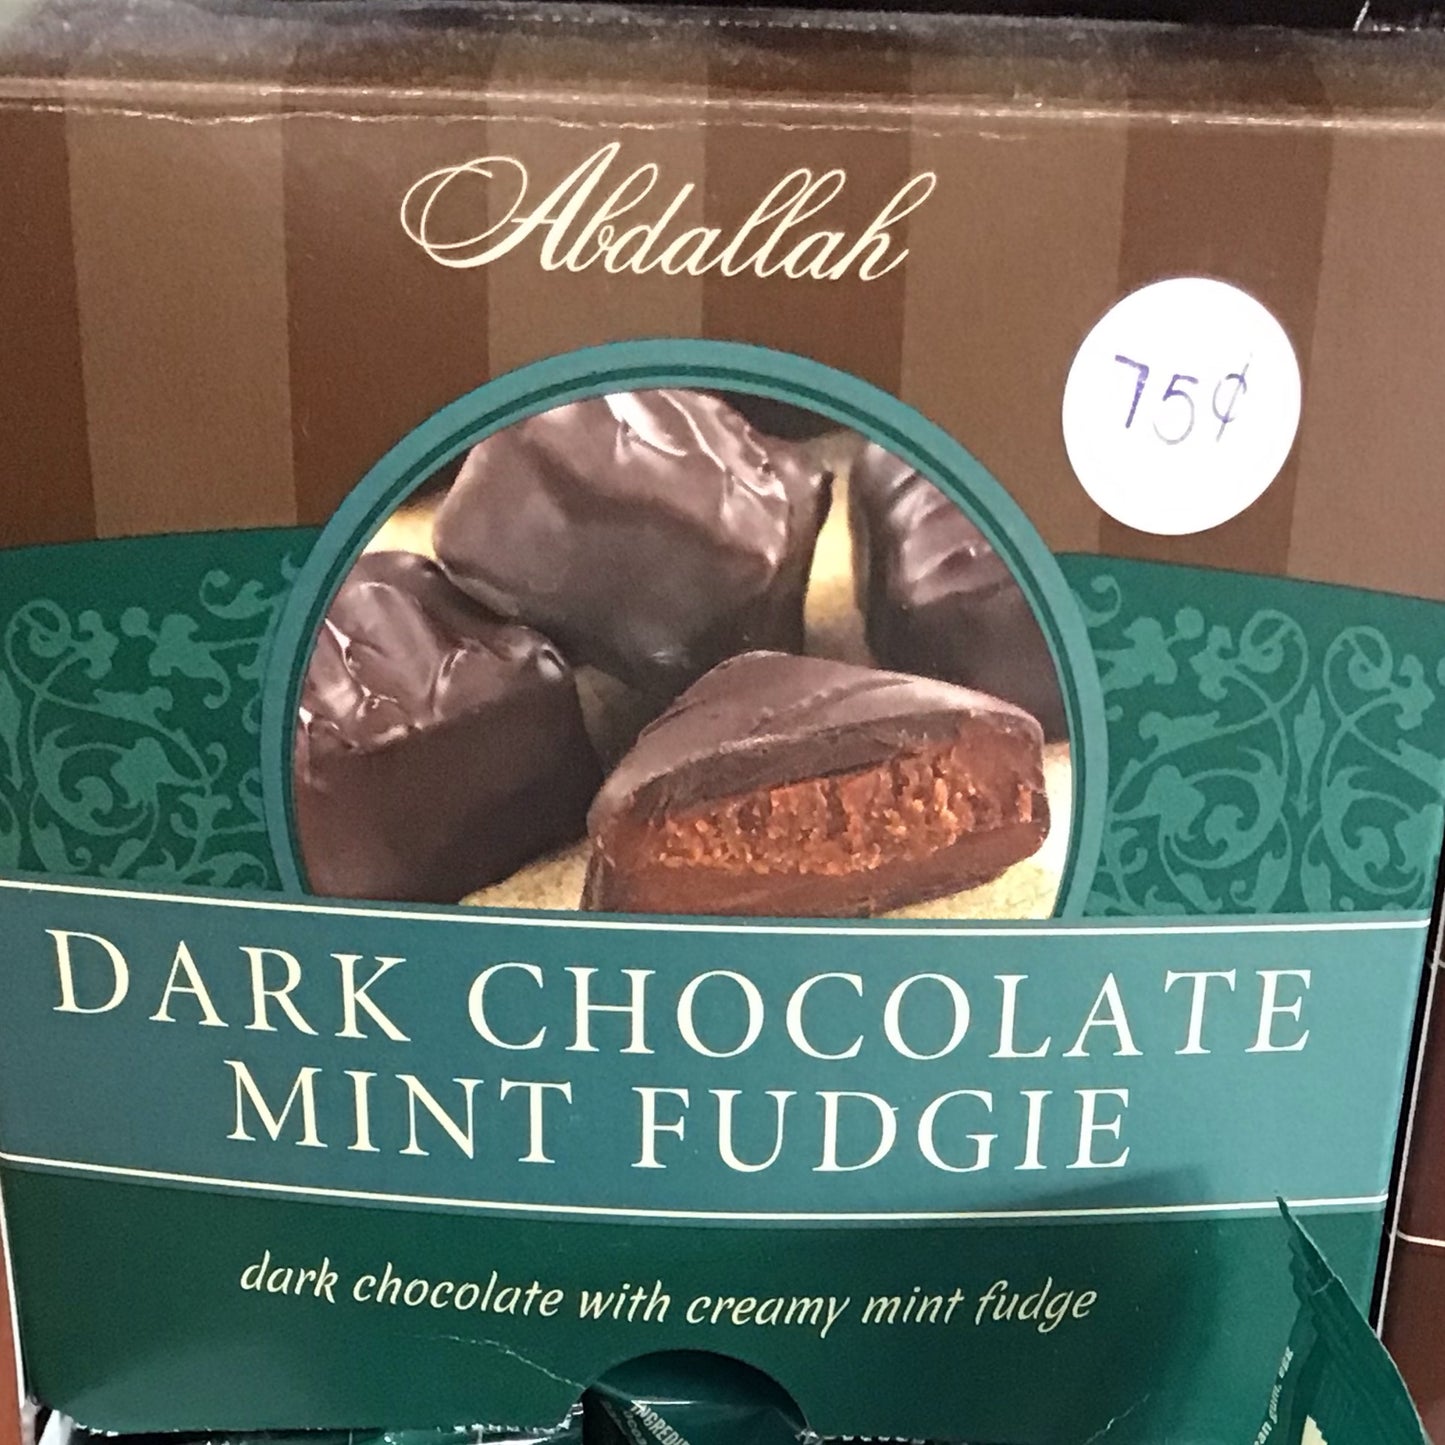 Abdallah
75¢
DARK CHOCOLATE
MINT FUDGIE
dark chocolate with creamy mint fudge